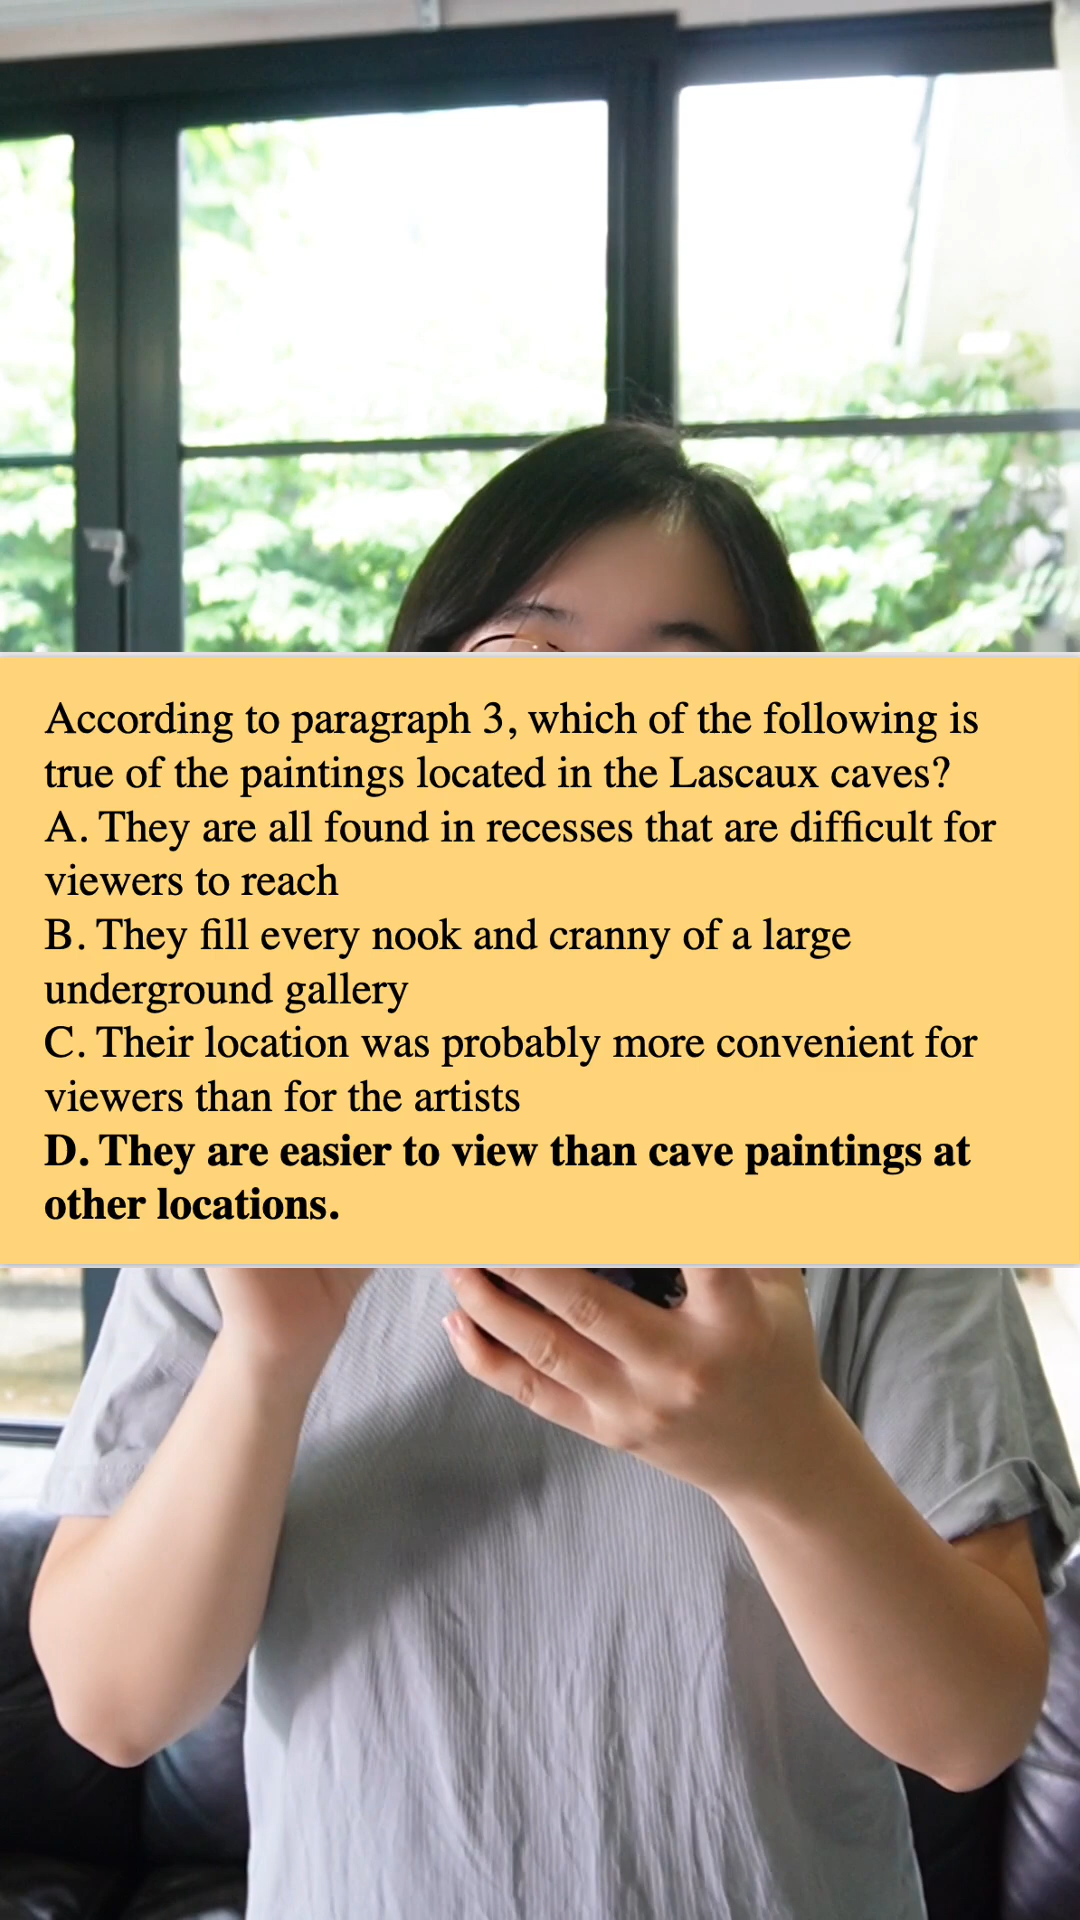 According to paragraph 3, which of the following is
true of the paintings located in the Lascaux caves?
A. They are all found in recesses that are difficult for
viewers to reach
B. They fill every nook and cranny of a large
underground gallery
C. Their location was probably more convenient for
viewers than for the artists
D. They are easier to view than cave paintings at
other locations.